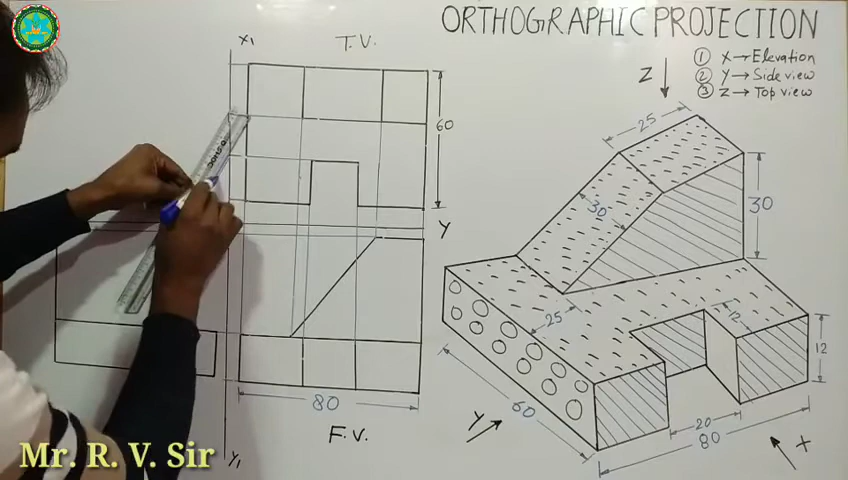 ORTHOGRAPHIC PROJECTION
① X→Elevation
② Y→Side view
③ Z→Top view
X1
T.V.
Z
25
60
30
30
Y
25
12
12
80
60
20
80
Y
X
F.V.
Y1
Mr. R. V. Sir